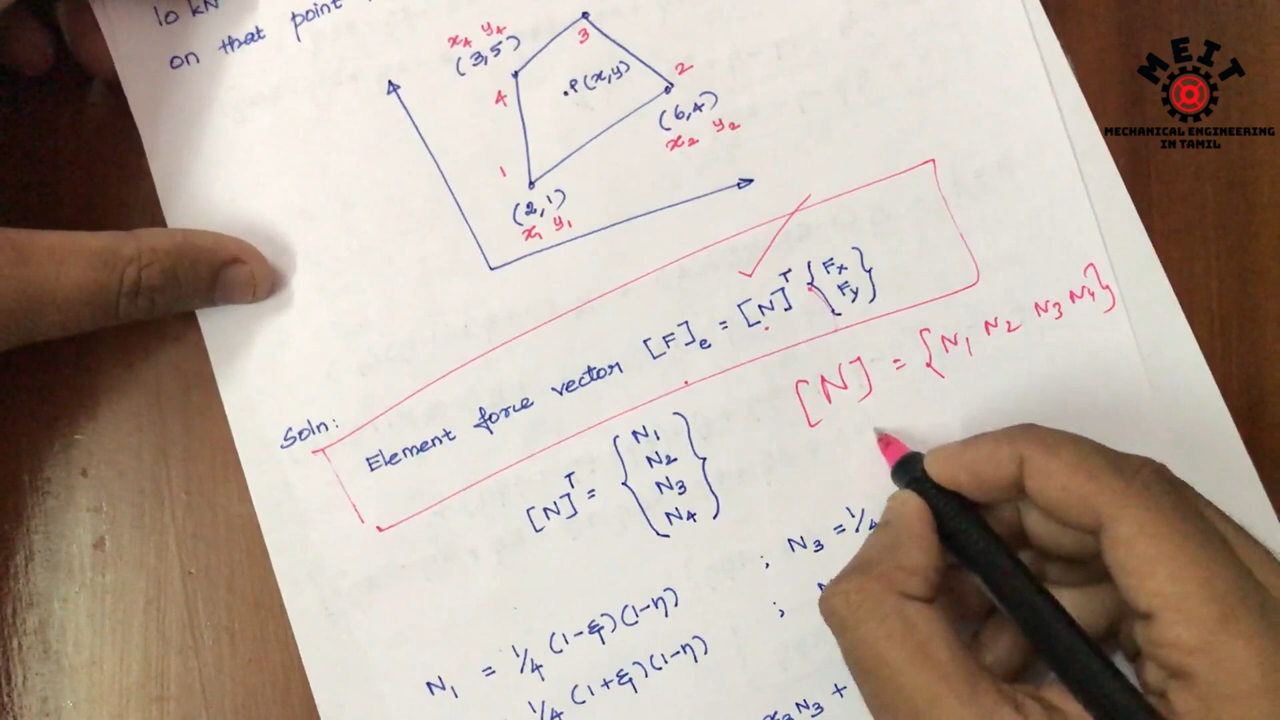 10 kN
on that point
3
x4 y4
(3,5)
4
.P(x,y)
2
(6,4)
x2 y2
1
(2,1)
x1 y1
Soln:
Element force vector [F]e = [N]^T {Fx Fy}
[N] = {N1 N2 N3 N4}
[N]^T = {N1
N2
N3
N4}
N1 = 1/4 (1-ξ)(1-η) ; N3 = 1/4
1/4 (1+ξ)(1-η) ;
x3N3 +
MEIT
MECHANICAL ENGINEERING
IN TAMIL